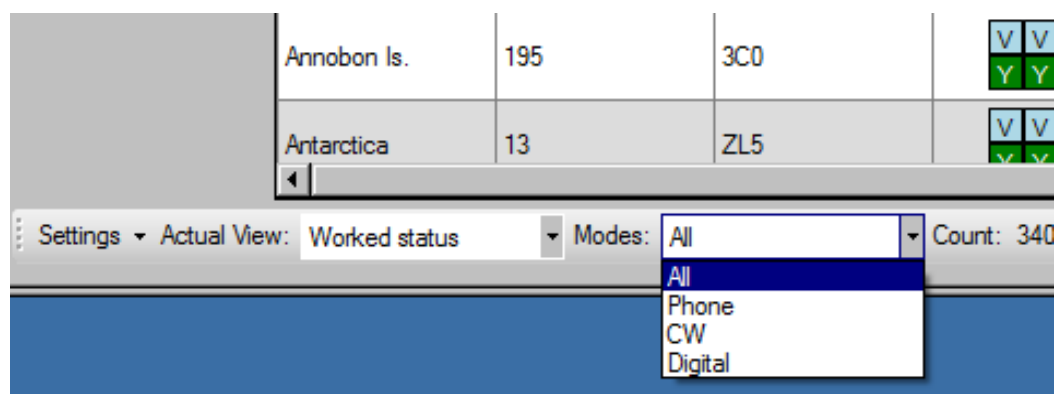 Annobon Is. 195 3C0 V V
Y Y
Antarctica 13 ZL5 V V
Y Y
Settings Actual View: Worked status Modes: All Count: 340
All
Phone
CW
Digital